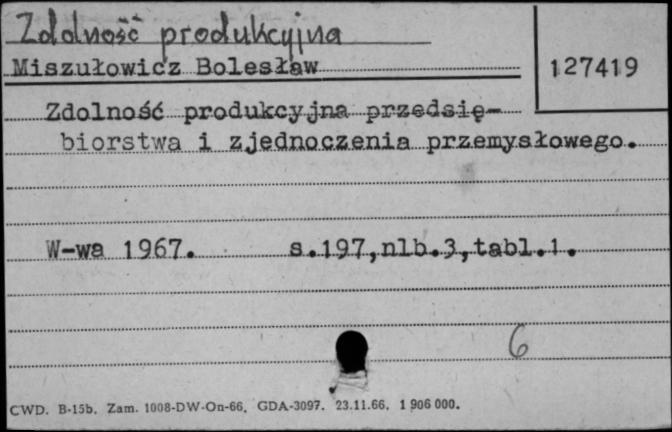 Zdolność produkcyjna
Miszułowicz Bolesław
127419
Zdolność produkcyjna przedsię-
biorstwa i zjednoczenia przemysłowego.
W-wa 1967. s.197,nlb.3,tabl.1.
6
CWD. B-15b. Zam. 1008-DW-On-66. GDA-3097. 23.11.66. 1 906 000.